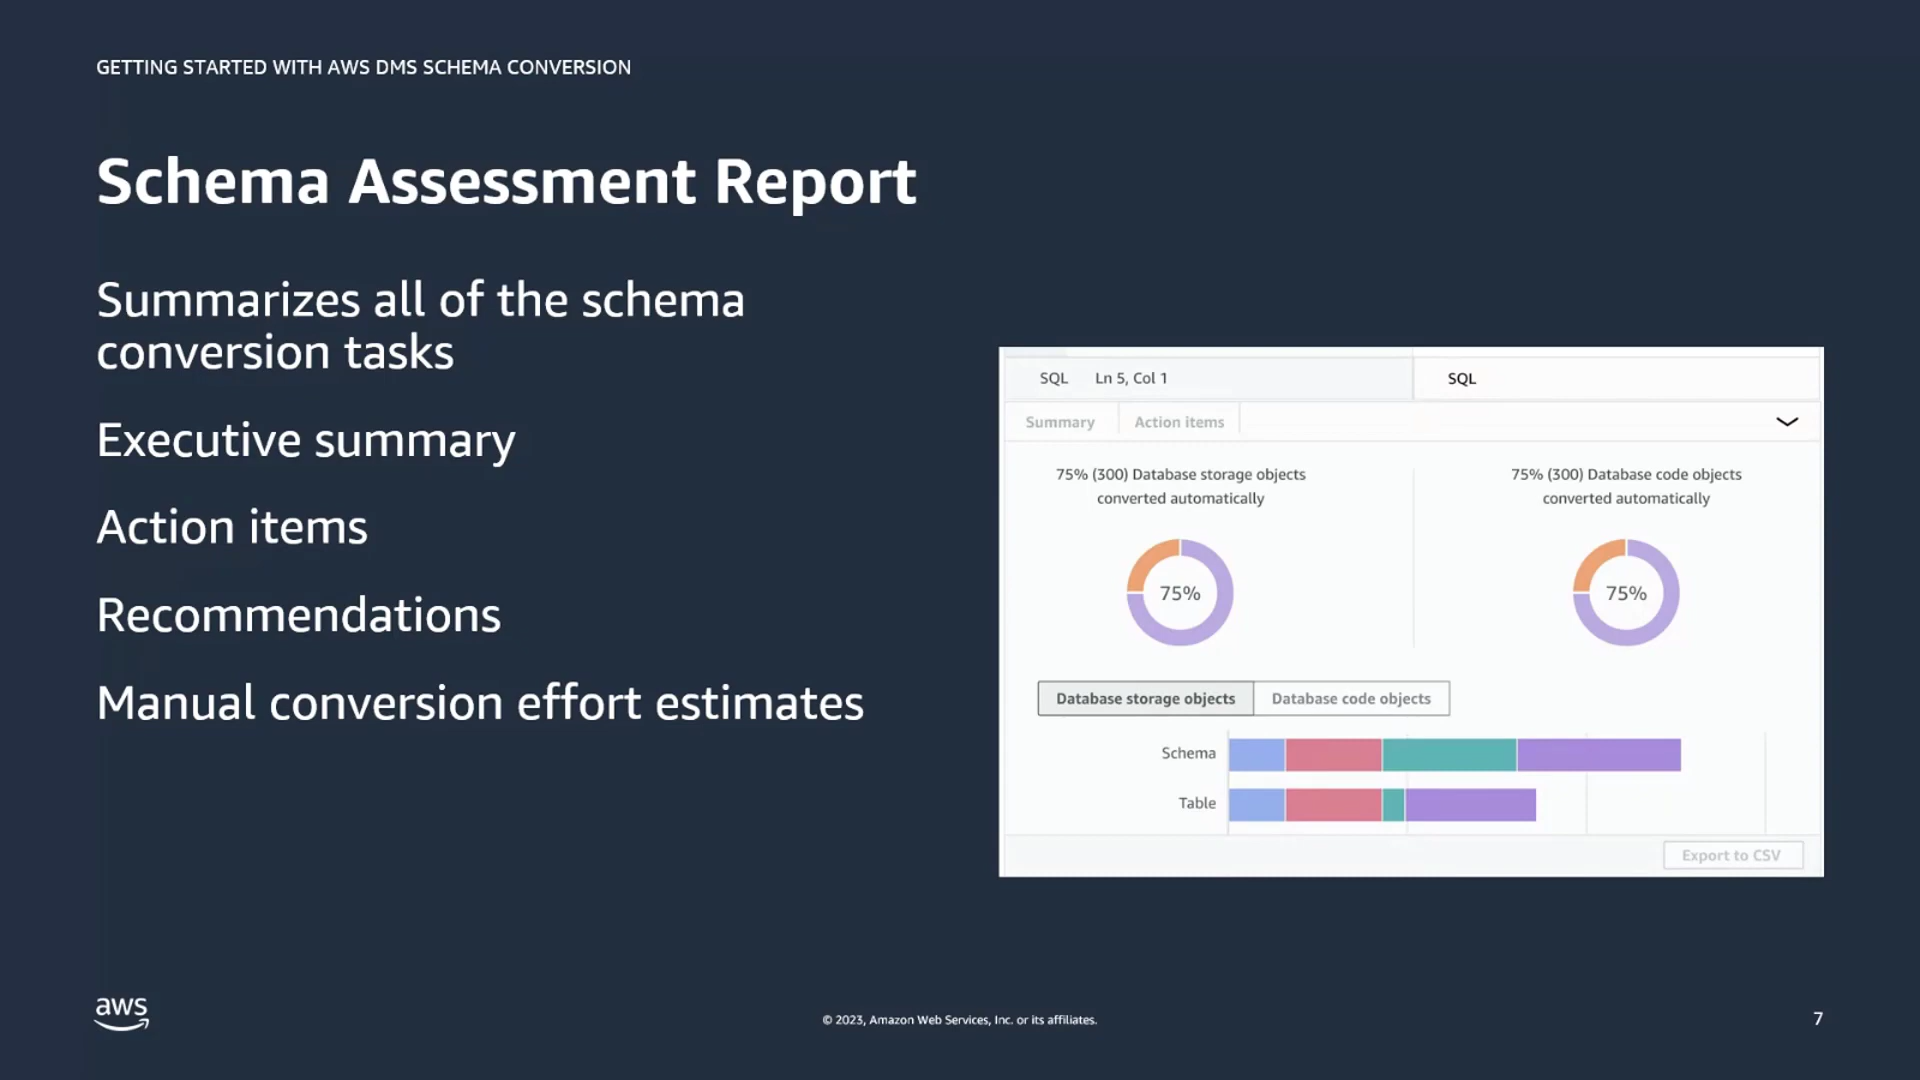 GETTING STARTED WITH AWS DMS SCHEMA CONVERSION
Schema Assessment Report
Summarizes all of the schema
conversion tasks
Executive summary
Action items
Recommendations
Manual conversion effort estimates
SQL Ln 5, Col 1 SQL
Summary Action items
75% (300) Database storage objects
converted automatically
75%
75% (300) Database code objects
converted automatically
75%
Database storage objects Database code objects
Schema
Table
Export to CSV
aws
© 2023, Amazon Web Services, Inc. or its affiliates.
7